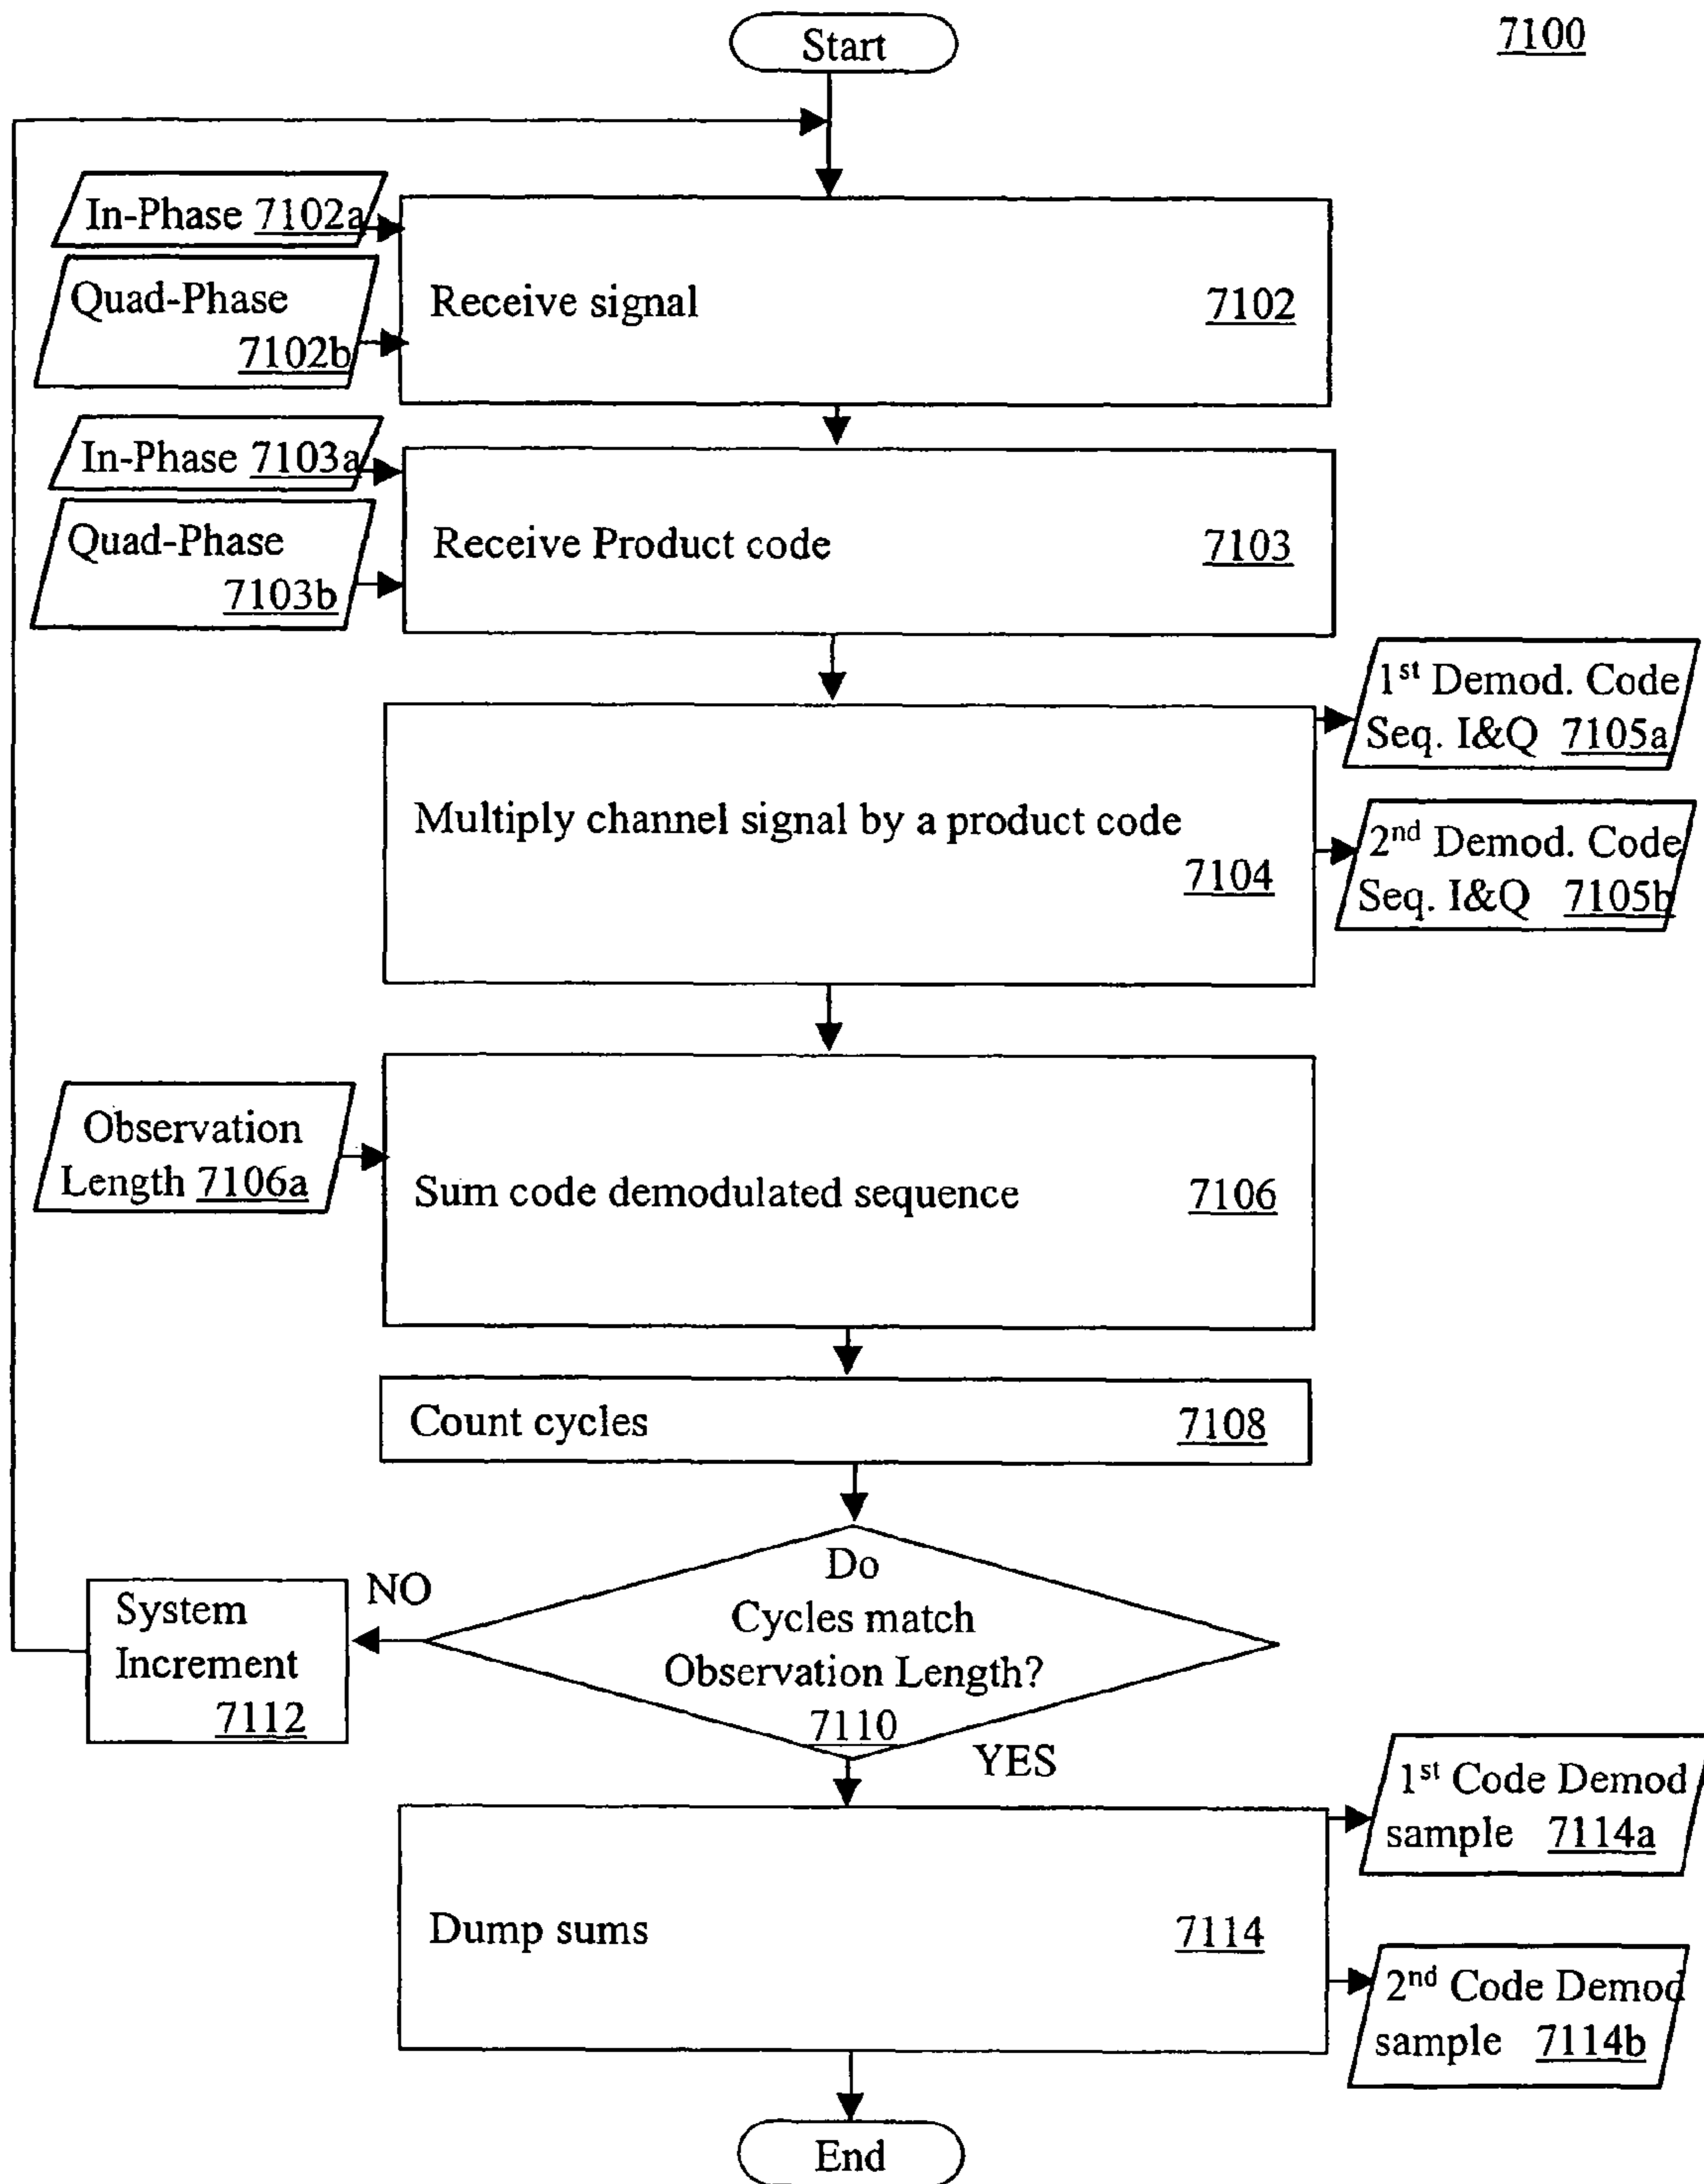 7100
Start
In-Phase 7102a
Quad-Phase
7102b
Receive signal 7102
In-Phase 7103a
Quad-Phase
7103b
Receive Product code 7103
1st Demod. Code
Seq. I&Q 7105a
Multiply channel signal by a product code
7104
2nd Demod. Code
Seq. I&Q 7105b
Observation
Length 7106a
Sum code demodulated sequence 7106
Count cycles 7108
Do
Cycles match
Observation Length?
7110
NO
System
Increment
7112
YES
1st Code Demod
sample 7114a
Dump sums 7114
2nd Code Demod
sample 7114b
End